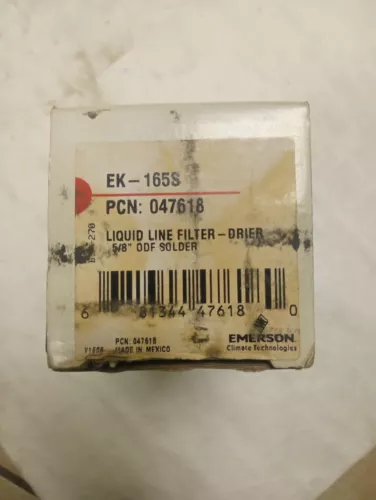 EK-165S
PCN: 047618
LIQUID LINE FILTER-DRIER
5/8" ODF SOLDER
6 81344 47618 0
PCN: 047618
MADE IN MEXICO
EMERSON
Climate Technologies